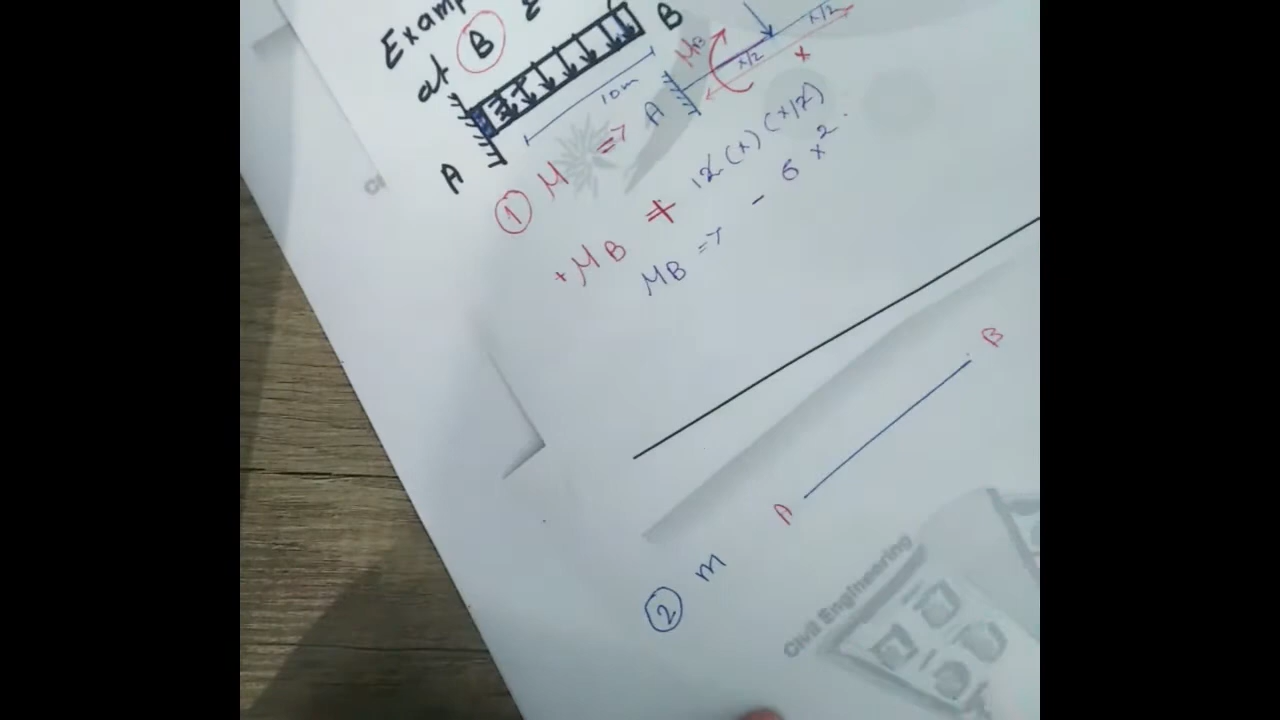 Examp
at B &
B
10m
A
A
MB
x/2
x/2
x
① M =>
+MB ≠ 12(x)(x/2)
MB => - 6 x².
A B
② m
Civil Engineering